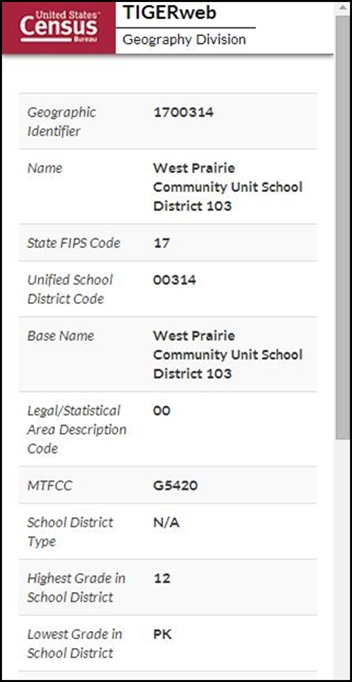 United States®
Census
Bureau
TIGERweb
Geography Division
Geographic Identifier 1700314
Name West Prairie
Community Unit School
District 103
State FIPS Code 17
Unified School 00314
District Code
Base Name West Prairie
Community Unit School
District 103
Legal/Statistical 00
Area Description
Code
MTFCC G5420
School District N/A
Type
Highest Grade in 12
School District
Lowest Grade in PK
School District